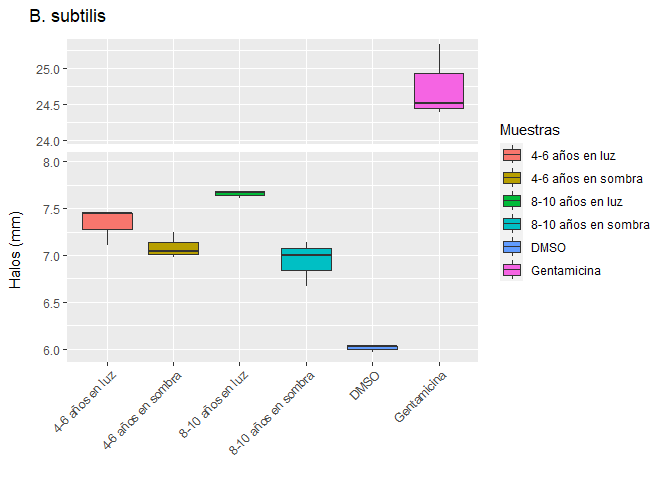 B. subtilis
25.0
24.5
24.0
8.0
7.5
7.0
6.5
6.0
Halos (mm)
4-6 años en luz
4-6 años en sombra
8-10 años en luz
8-10 años en sombra
DMSO
Gentamicina
Muestras
4-6 años en luz
4-6 años en sombra
8-10 años en luz
8-10 años en sombra
DMSO
Gentamicina